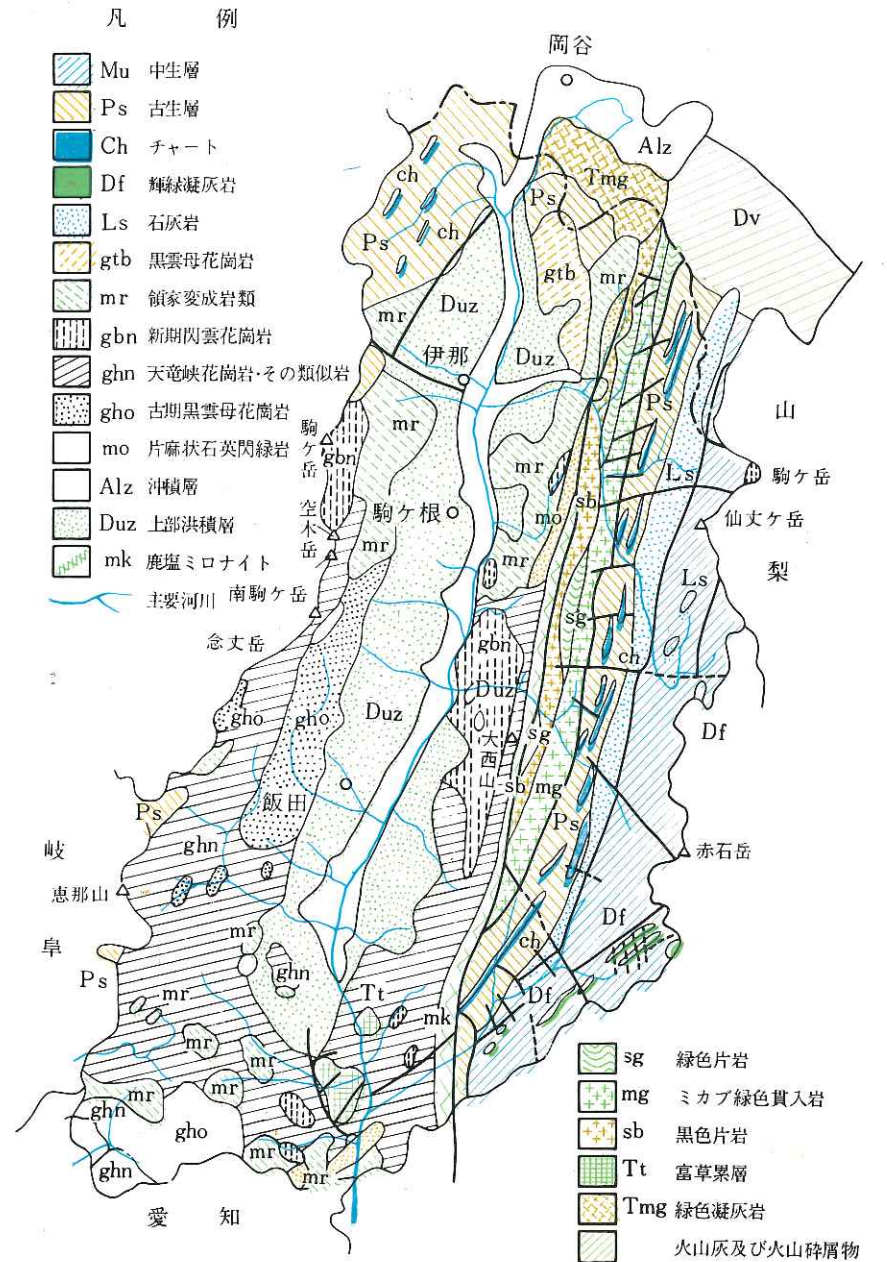 凡 例
Mu 中生層
Ps 古生層
Ch チャート
Df 輝緑凝灰岩
Ls 石灰岩
gtb 黒雲母花崗岩
mr 領家変成岩類
gbn 新期閃雲花崗岩
ghn 天竜峡花崗岩・その類似岩
gho 古期黒雲母花崗岩
mo 片麻状石英閃緑岩
Alz 沖積層
Duz 上部洪積層
mk 鹿塩ミロナイト
主要河川
岡谷
Alz
Tmg
Dv
ch
Ps
Ps
ch
gtb
mr
Duz
mr
伊那
Duz
Ps
山
駒ケ岳
gbn
mr
mr
sb
Ls
駒ケ岳
空木岳
駒ケ根
mo
仙丈ケ岳
梨
mr
mr
Ls
南駒ケ岳
sg
念丈岳
gbn
ch
gho
gho
Duz
Duz
Df
大西山
sg
sb
mg
Ps
飯田
Ps
ghn
赤石岳
岐
恵那山
阜
mr
ch
Df
Ps
ghn
Tt
Df
mr
mk
mr
mr
mr
mr
ghn
gho
mr
ghn
mr
愛 知
sg 緑色片岩
mg ミカブ緑色貫入岩
sb 黒色片岩
Tt 富草累層
Tmg 緑色凝灰岩
火山灰及び火山砕屑物